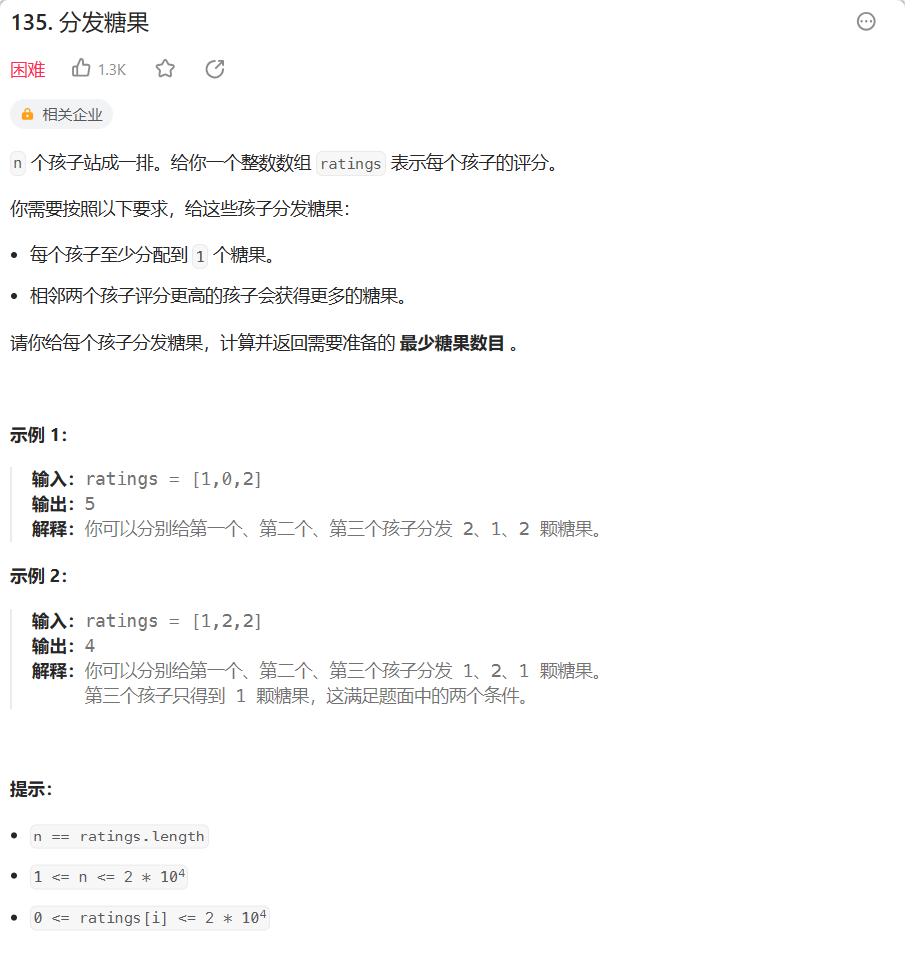 135. 分发糖果
困难 1.3K
相关企业
n 个孩子站成一排。给你一个整数数组 ratings 表示每个孩子的评分。
你需要按照以下要求，给这些孩子分发糖果：
• 每个孩子至少分配到 1 个糖果。
• 相邻两个孩子评分更高的孩子会获得更多的糖果。
请你给每个孩子分发糖果，计算并返回需要准备的 最少糖果数目 。
示例 1：
输入：ratings = [1,0,2]
输出：5
解释：你可以分别给第一个、第二个、第三个孩子分发 2、1、2 颗糖果。
示例 2：
输入：ratings = [1,2,2]
输出：4
解释：你可以分别给第一个、第二个、第三个孩子分发 1、2、1 颗糖果。
第三个孩子只得到 1 颗糖果，这满足题面中的两个条件。
提示：
• n == ratings.length
• 1 <= n <= 2 * 10⁴
• 0 <= ratings[i] <= 2 * 10⁴